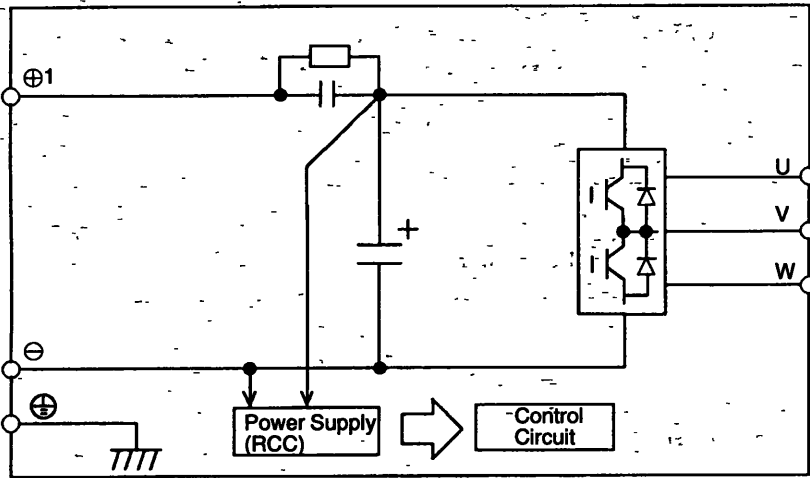 ⊕1
U
V
W
+
⊖
Power Supply
(RCC)
Control
Circuit